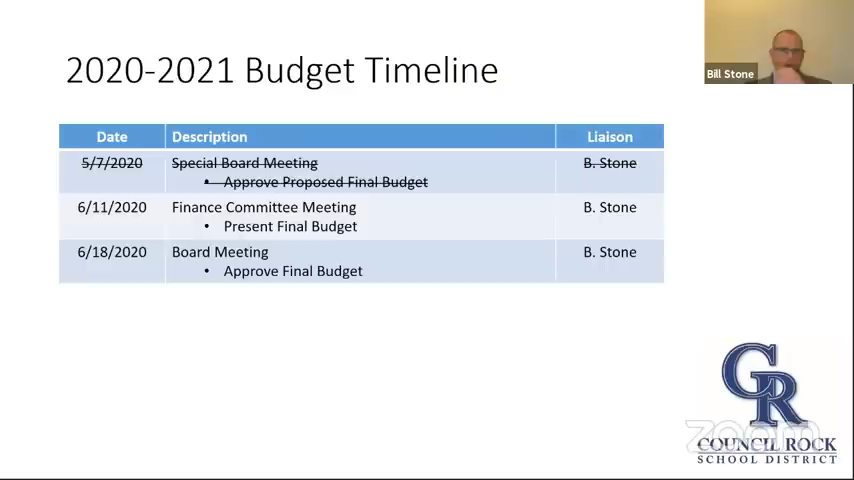 2020-2021 Budget Timeline
Bill Stone
Date Description Liaison
5/7/2020 Special Board Meeting B. Stone
• Approve Proposed Final Budget
6/11/2020 Finance Committee Meeting B. Stone
• Present Final Budget
6/18/2020 Board Meeting B. Stone
• Approve Final Budget
CR
zoom
COUNCIL ROCK
SCHOOL DISTRICT